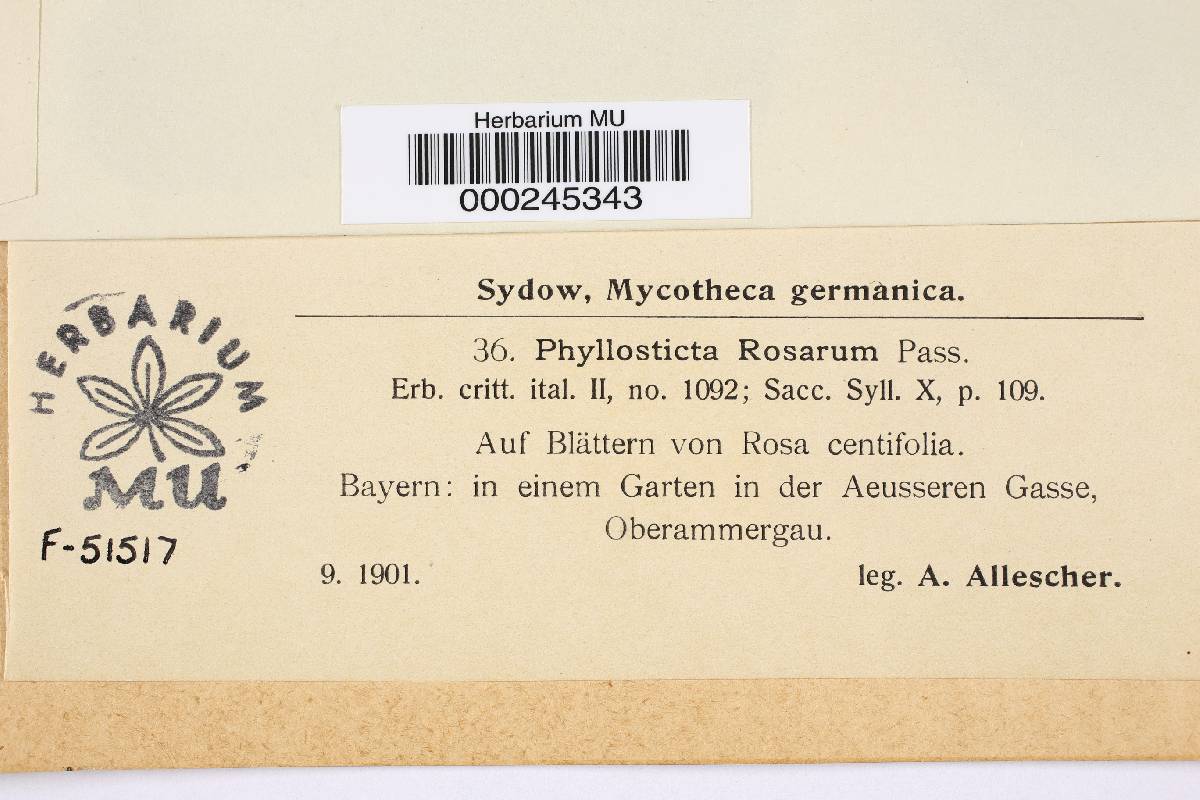 Herbarium MU
000245343
Sydow, Mycotheca germanica.
HERBARIUM
MU
F-51517
36. Phyllosticta Rosarum Pass.
Erb. critt. ital. II, no. 1092; Sacc. Syll. X, p. 109.
Auf Blättern von Rosa centifolia.
Bayern: in einem Garten in der Aeusseren Gasse,
Oberammergau.
9. 1901. leg. A. Allescher.